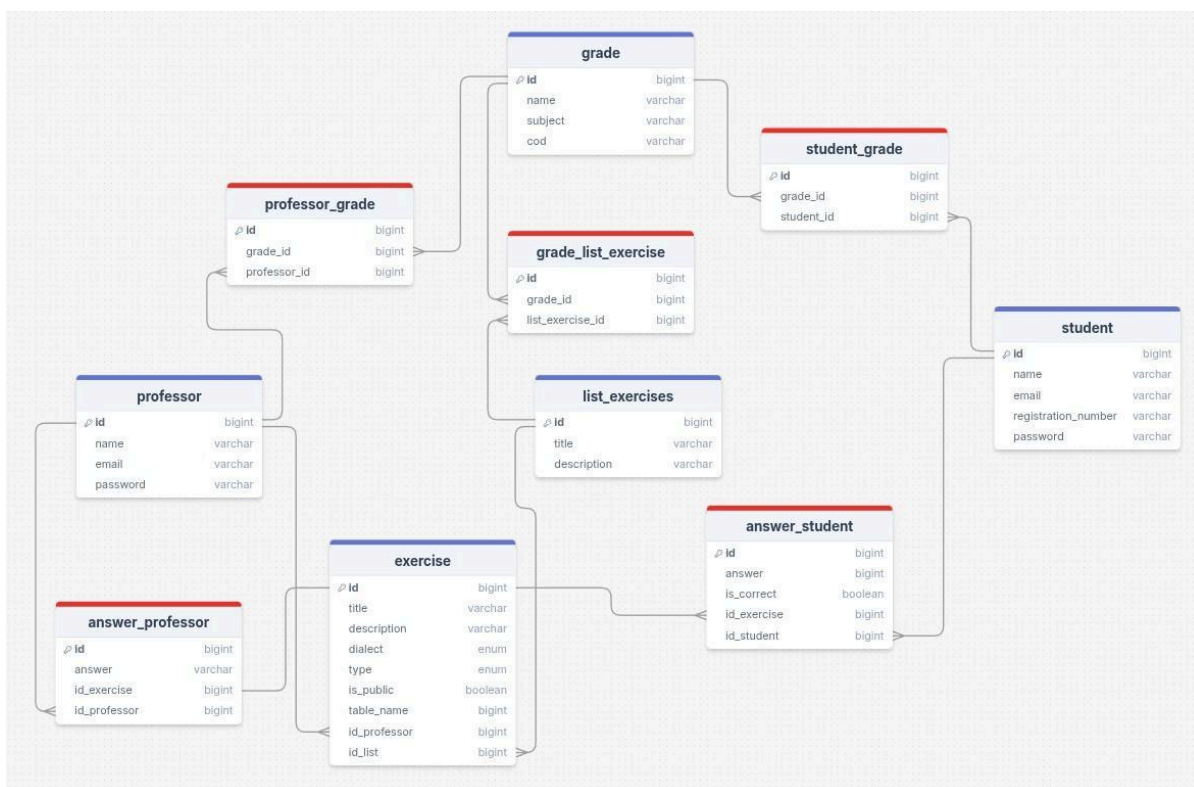 grade
id bigint
name varchar
subject varchar
cod varchar
student_grade
id bigint
grade_id bigint
student_id bigint
professor_grade
id bigint
grade_id bigint
professor_id bigint
grade_list_exercise
id bigint
grade_id bigint
list_exercise_id bigint
student
id bigint
name varchar
email varchar
registration_number varchar
password varchar
professor
id bigint
name varchar
email varchar
password varchar
list_exercises
id bigint
title varchar
description varchar
answer_student
id bigint
answer bigint
is_correct boolean
id_exercise bigint
id_student bigint
exercise
id bigint
title varchar
description varchar
dialect enum
type enum
is_public boolean
table_name bigint
id_professor bigint
id_list bigint
answer_professor
id bigint
answer varchar
id_exercise bigint
id_professor bigint